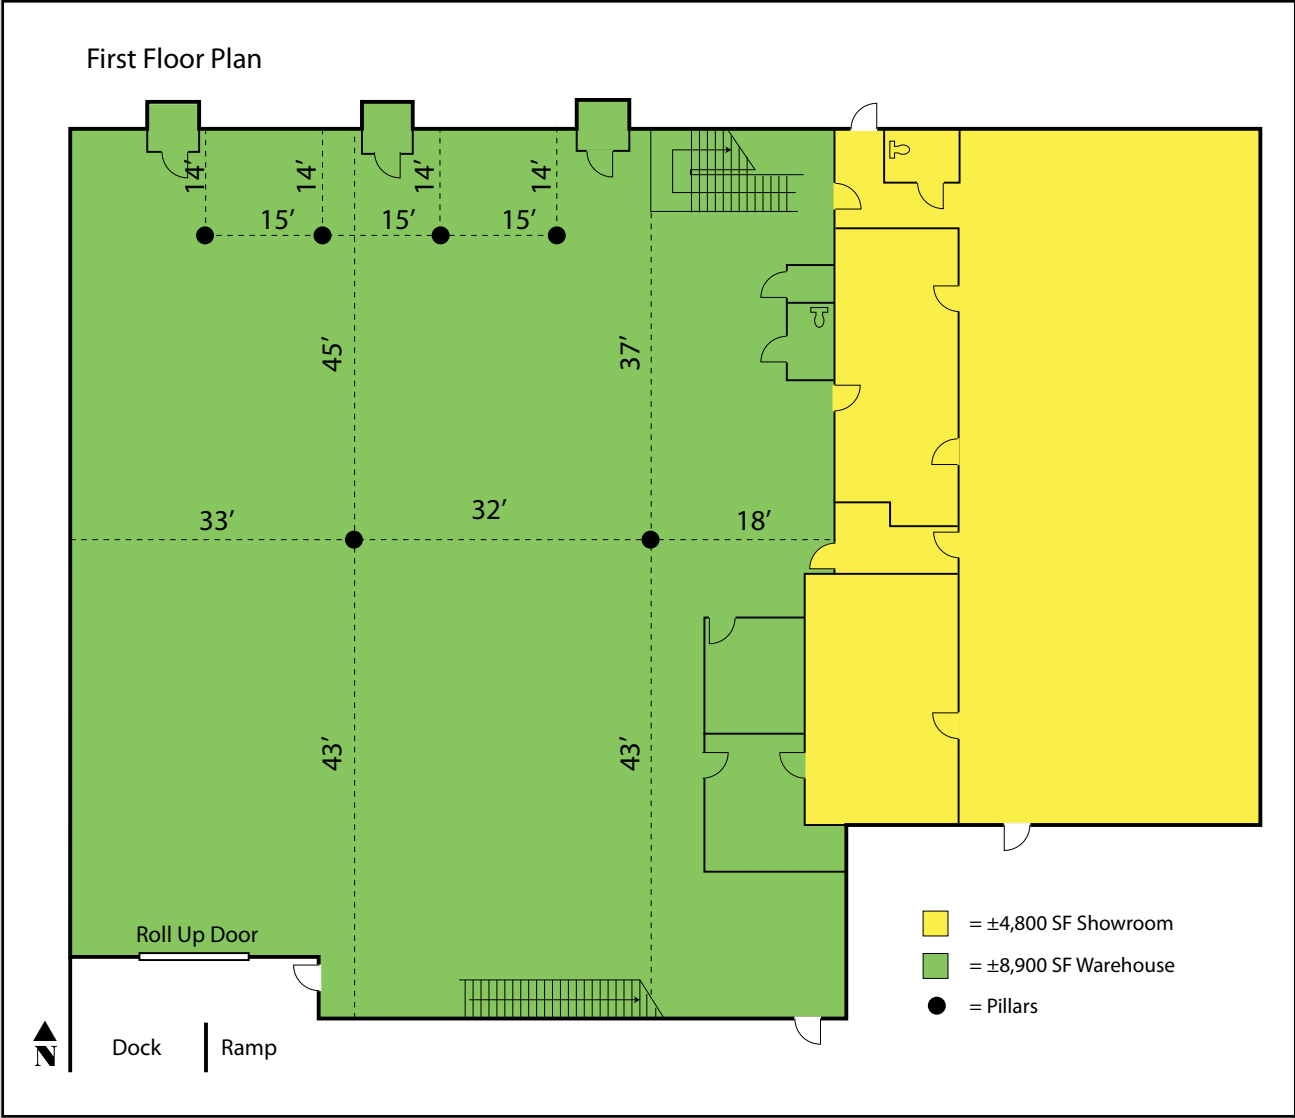 First Floor Plan
14’ 14’ 14’ 14’
15’ 15’ 15’
45’ 37’
33’ 32’ 18’
43’ 43’
Roll Up Door
= ±4,800 SF Showroom
= ±8,900 SF Warehouse
= Pillars
N
Dock Ramp